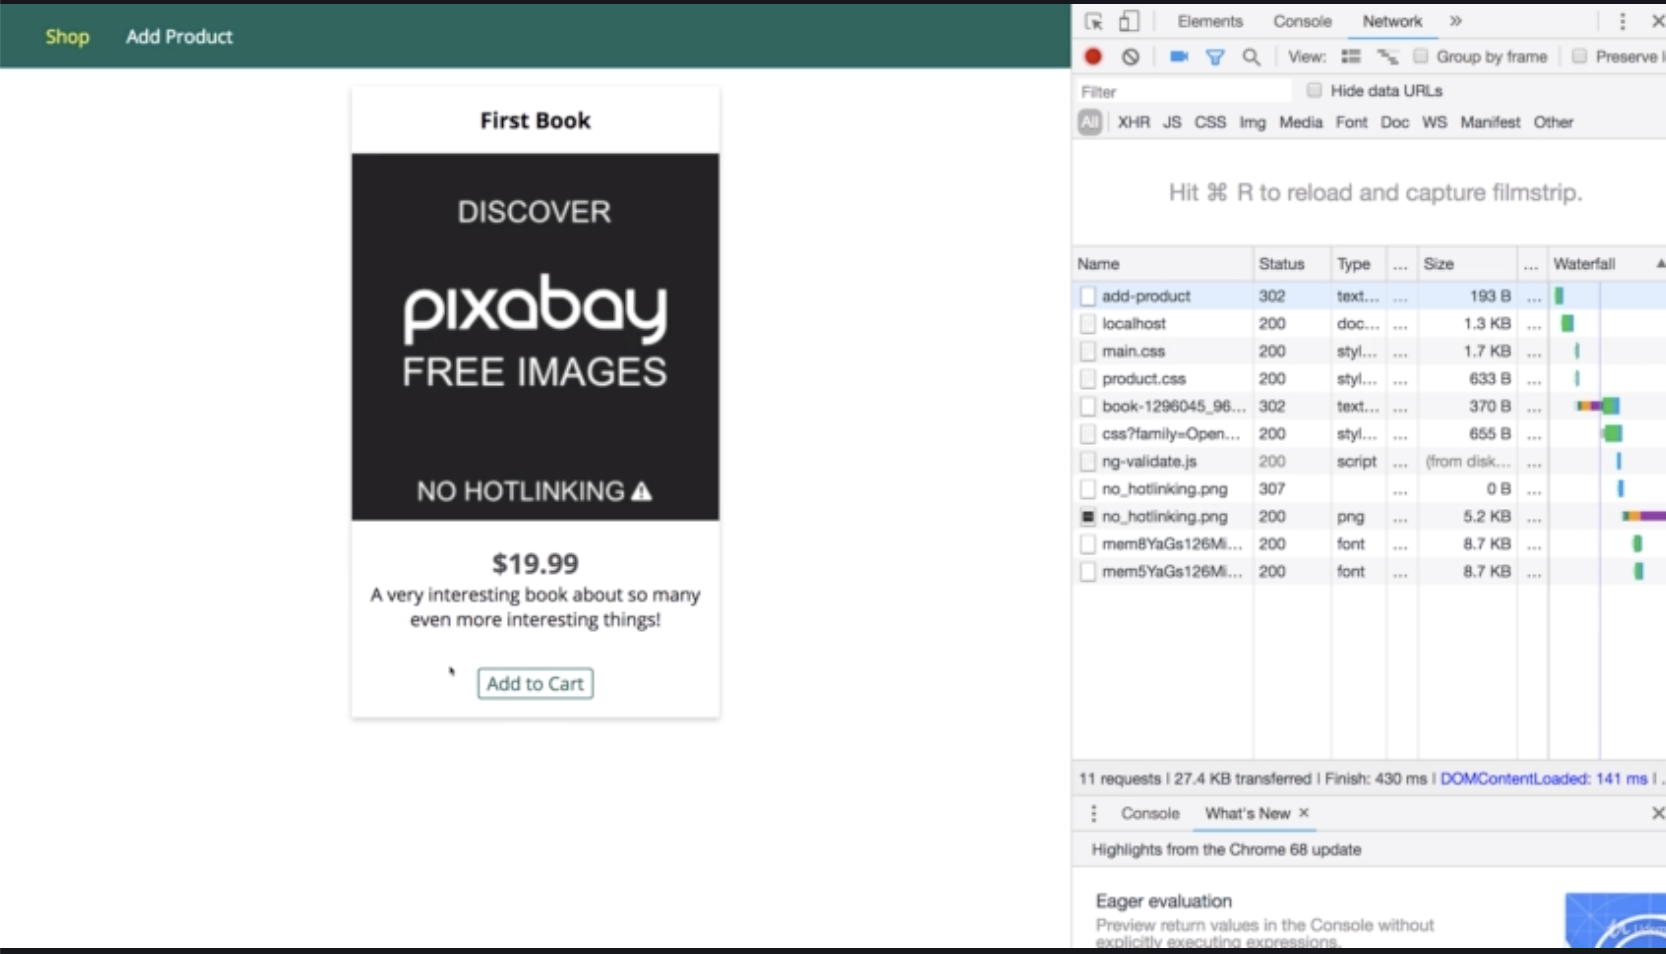 Shop Add Product
First Book
DISCOVER
pixabay
FREE IMAGES
NO HOTLINKING
$19.99
A very interesting book about so many
even more interesting things!
Add to Cart
Elements Console Network »
View: Group by frame Preserve l
Filter Hide data URLs
All XHR JS CSS Img Media Font Doc WS Manifest Other
Hit ⌘ R to reload and capture filmstrip.
Name Status Type ... Size ... Waterfall ▲
add-product 302 text... ... 193 B ...
localhost 200 doc... ... 1.3 KB ...
main.css 200 styl... ... 1.7 KB ...
product.css 200 styl... ... 633 B ...
book-1296045_96... 302 text... ... 370 B ...
css?family=Open... 200 styl... ... 655 B ...
ng-validate.js 200 script ... (from disk... ...
no_hotlinking.png 307 ... 0 B ...
no_hotlinking.png 200 png ... 5.2 KB ...
mem8YaGs126Mi... 200 font ... 8.7 KB ...
mem5YaGs126Mi... 200 font ... 8.7 KB ...
11 requests | 27.4 KB transferred | Finish: 430 ms | DOMContentLoaded: 141 ms | ...
Console What's New ×
Highlights from the Chrome 68 update
Eager evaluation
Preview return values in the Console without
explicitly executing expressions.